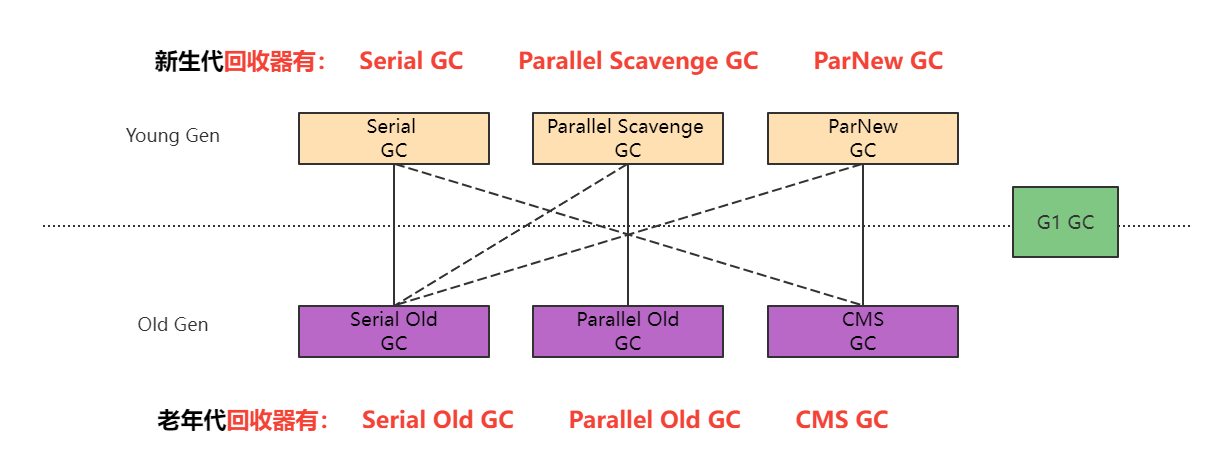 新生代回收器有： Serial GC Parallel Scavenge GC ParNew GC
Young Gen
Serial
GC
Parallel Scavenge
GC
ParNew
GC
G1 GC
Old Gen
Serial Old
GC
Parallel Old
GC
CMS
GC
老年代回收器有： Serial Old GC Parallel Old GC CMS GC